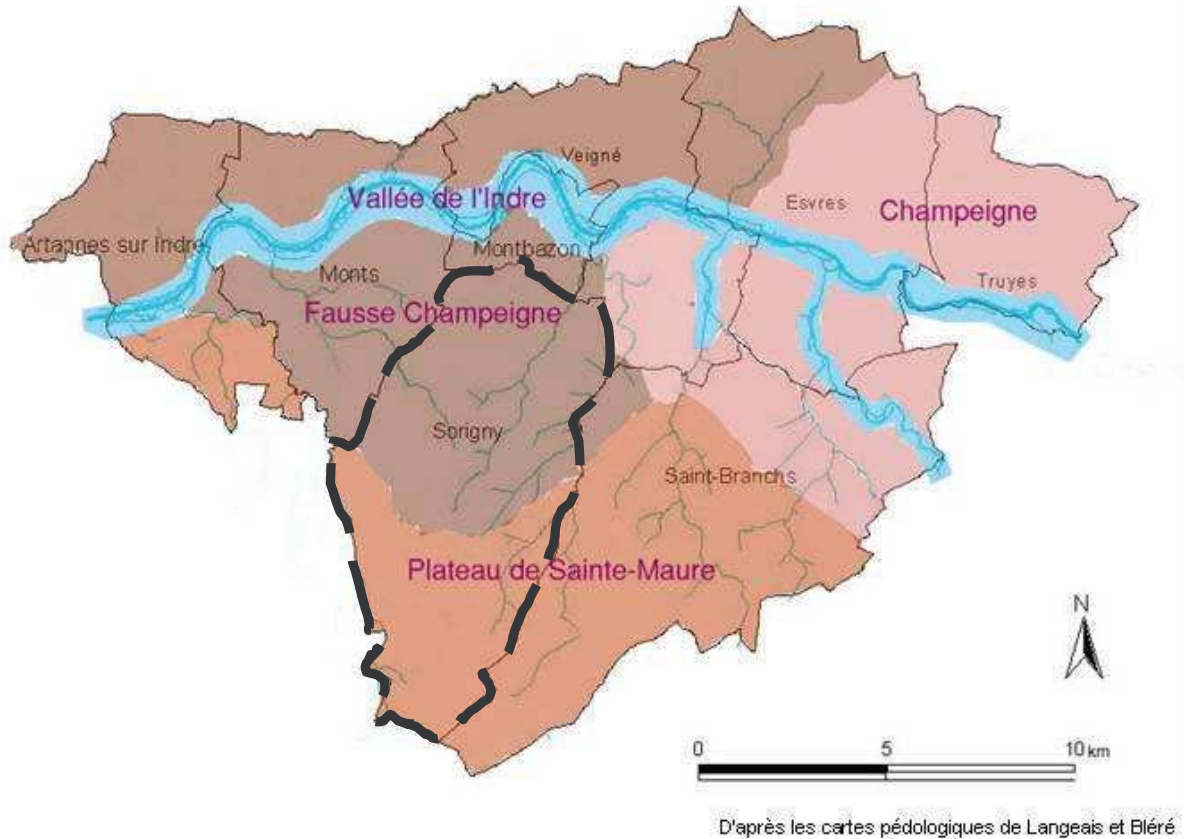 Veigné
Vallée de l'Indre
Esvres
Champeigne
Artannes sur Indre
Montbazon
Monts
Truyes
Fausse Champeigne
Sorigny
Saint-Branchs
Plateau de Sainte-Maure
N
0 5 10 km
D'après les cartes pédologiques de Langeais et Bléré